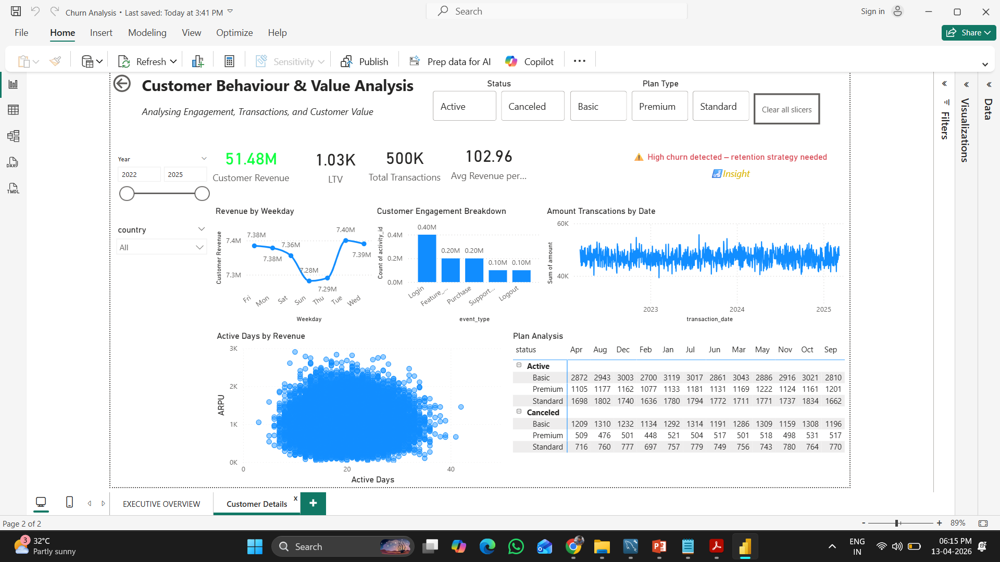 Churn Analysis • Last saved: Today at 3:41 PM
Search
Sign in
File Home Insert Modeling View Optimize Help
Share
Refresh Sensitivity Publish Prep data for AI Copilot
Customer Behaviour & Value Analysis
Analysing Engagement, Transactions, and Customer Value
Status
Active Canceled
Plan Type
Basic Premium Standard
Clear all slicers
Filters
Visualizations
Data
DAX
TMDL
Year
2022 2025
country
All
51.48M
Customer Revenue
1.03K
LTV
500K
Total Transactions
102.96
Avg Revenue per...
High churn detected – retention strategy needed
Insight
Revenue by Weekday
Customer Revenue
7.4M
7.3M
7.38M
7.38M
7.36M
7.28M
7.29M
7.40M
7.39M
Fri Mon Sat Sun Thu Tue Wed
Weekday
Customer Engagement Breakdown
Count of activity_id
0.4M
0.2M
0.0M
0.40M
0.20M
0.20M
0.10M
0.10M
Login Feature_... Purchase Support... Logout
event_type
Amount Transcations by Date
Sum of amount
60K
40K
2023 2024 2025
transaction_date
Active Days by Revenue
ARPU
3K
2K
1K
0K
0 20 40
Active Days
Plan Analysis
status Apr Aug Dec Feb Jan Jul Jun Mar May Nov Oct Sep
Active
Basic 2872 2943 3003 2700 3119 3017 2861 3043 2886 2916 3021 2810
Premium 1105 1177 1162 1077 1133 1181 1131 1169 1222 1124 1161 1201
Standard 1698 1802 1740 1636 1780 1794 1772 1711 1771 1737 1834 1662
Canceled
Basic 1209 1310 1232 1134 1292 1314 1191 1286 1309 1159 1308 1196
Premium 509 476 501 448 521 504 517 501 518 498 531 517
Standard 716 760 777 697 757 779 749 756 743 780 764 770
EXECUTIVE OVERVIEW
Customer Details x
Page 2 of 2
- + 89%
3
32°C
Partly sunny
Search
ENG
IN
06:15 PM
13-04-2026